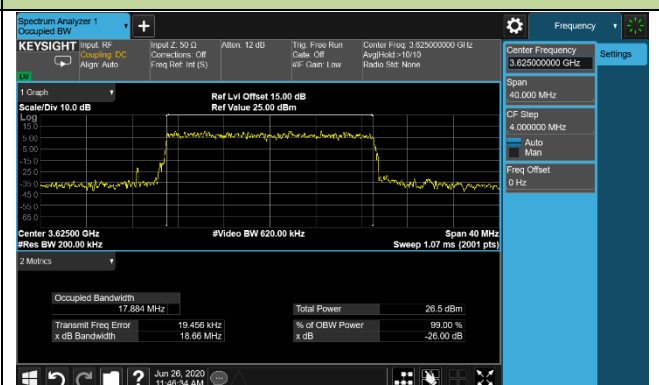 Spectrum Analyzer 1
Occupied BW
+
Frequency
KEYSIGHT
Input: RF
Coupling: DC
Align: Auto
Input Z: 50 Ω
Corrections: Off
Freq Ref: Int (S)
Atten: 12 dB
Trig: Free Run
Gate: Off
#IF Gain: Low
Center Freq: 3.625000000 GHz
Avg|Hold:>10/10
Radio Std: None
1 Graph
Scale/Div 10.0 dB
Ref Lvl Offset 15.00 dB
Ref Value 25.00 dBm
Log
15.0
5.00
-5.00
-15.0
-25.0
-35.0
-45.0
-55.0
-65.0
Center 3.62500 GHz
#Res BW 200.00 kHz
#Video BW 620.00 kHz
Span 40 MHz
Sweep 1.07 ms (2001 pts)
2 Metrics
Occupied Bandwidth
17.884 MHz
Total Power 26.5 dBm
Transmit Freq Error 19.456 kHz
% of OBW Power 99.00 %
x dB Bandwidth 18.66 MHz
x dB -26.00 dB
?
Jun 26, 2020
11:46:34 AM
Center Frequency
3.625000000 GHz
Settings
Span
40.000 MHz
CF Step
4.000000 MHz
Auto
Man
Freq Offset
0 Hz